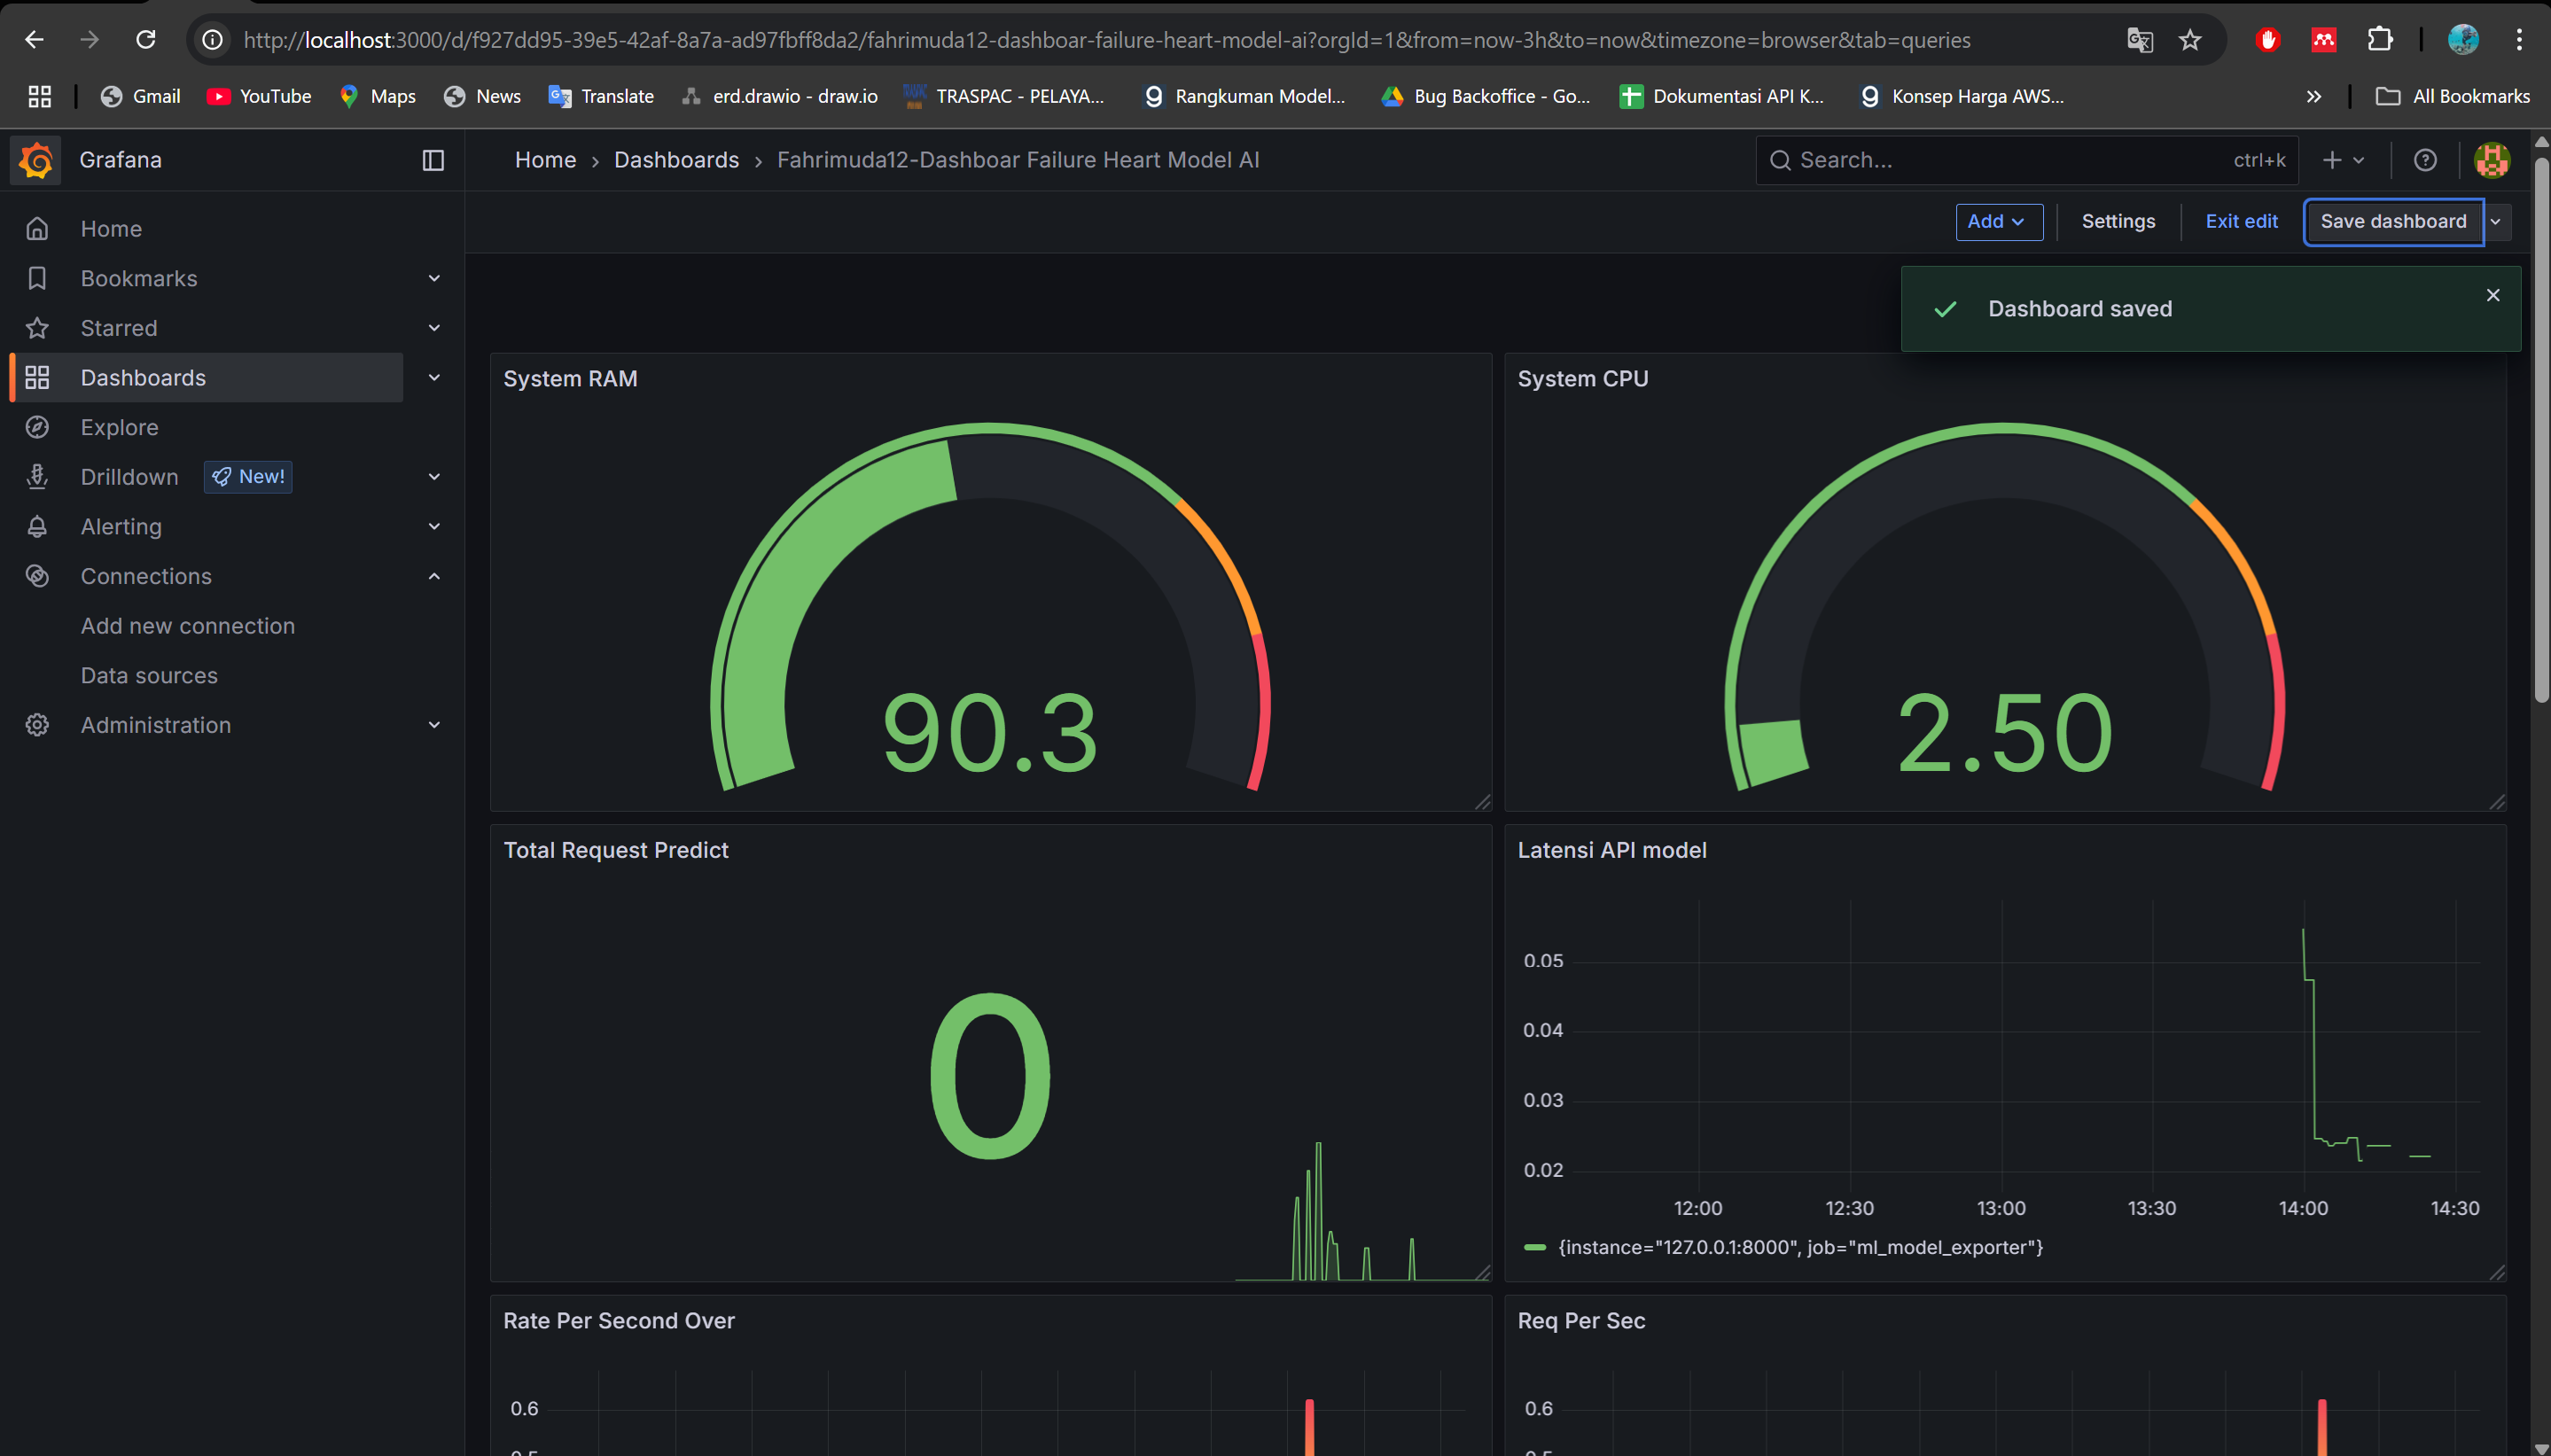 http://localhost:3000/d/f927dd95-39e5-42af-8a7a-ad97fbff8da2/fahrimuda12-dashboar-failure-heart-model-ai?orgId=1&from=now-3h&to=now&timezone=browser&tab=queries
Gmail YouTube Maps News Translate erd.drawio - draw.io TRASPAC - PELAYA... Rangkuman Model... Bug Backoffice - Go... Dokumentasi API K... Konsep Harga AWS... All Bookmarks
Grafana
Home › Dashboards › Fahrimuda12-Dashboar Failure Heart Model AI
Search... ctrl+k
Add Settings Exit edit Save dashboard
Dashboard saved
Home
Bookmarks
Starred
Dashboards
Explore
Drilldown New!
Alerting
Connections
Add new connection
Data sources
Administration
System RAM
90.3
System CPU
2.50
Total Request Predict
0
Latensi API model
0.05
0.04
0.03
0.02
12:00 12:30 13:00 13:30 14:00 14:30
{instance="127.0.0.1:8000", job="ml_model_exporter"}
Rate Per Second Over
0.6
Req Per Sec
0.6